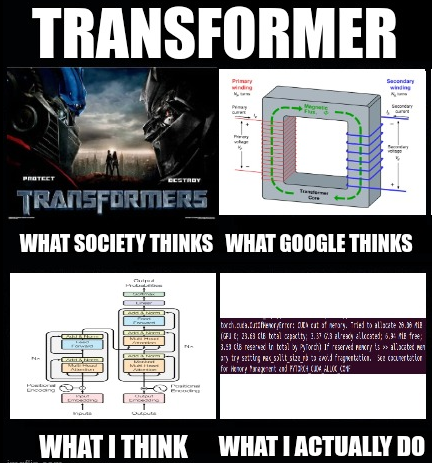 TRANSFORMER
PROTECT
DESTROY
TRANSFORMERS
Primary
winding
Secondary
winding
Primary
current
Secondary
current
Magnetic
Flux,
Primary
voltage
Secondary
voltage
Transformer
Core
WHAT SOCIETY THINKS
WHAT GOOGLE THINKS
Output
Probabilities
Softmax
Linear
Add & Norm
Feed
Forward
Add & Norm
Multi-Head
Attention
Add & Norm
Feed
Forward
Nx
Add & Norm
Multi-Head
Attention
Add & Norm
Masked
Multi-Head
Attention
Nx
Positional
Encoding
Positional
Encoding
Input
Embedding
Output
Embedding
Inputs
Outputs
torch.cuda.OutOfMemoryError: CUDA out of memory. Tried to allocate 20.00 MiB
(GPU 0; 23.69 GiB total capacity; 3.37 GiB already allocated; 6.94 MiB free;
3.59 GiB reserved in total by PyTorch) If reserved memory is >> allocated mem
ory try setting max_split_size_mb to avoid fragmentation. See documentation
for Memory Management and PYTORCH_CUDA_ALLOC_CONF
WHAT I THINK
WHAT I ACTUALLY DO